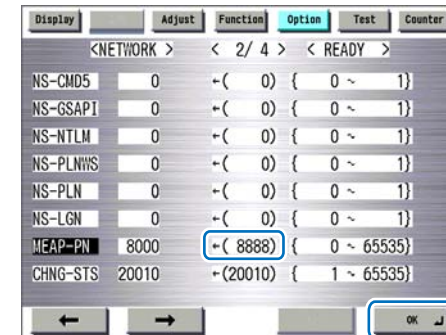 Display Adjust Function Option Test Counter
<NETWORK > < 2/ 4 > < READY >
NS-CMD5 0 ←( 0) { 0 ~ 1}
NS-GSAPI 0 ←( 0) { 0 ~ 1}
NS-NTLM 0 ←( 0) { 0 ~ 1}
NS-PLNWS 0 ←( 0) { 0 ~ 1}
NS-PLN 0 ←( 0) { 0 ~ 1}
NS-LGN 0 ←( 0) { 0 ~ 1}
MEAP-PN 8000 ←( 8888) { 0 ~ 65535}
CHNG-STS 20010 ←(20010) { 1 ~ 65535}
← → OK ↵